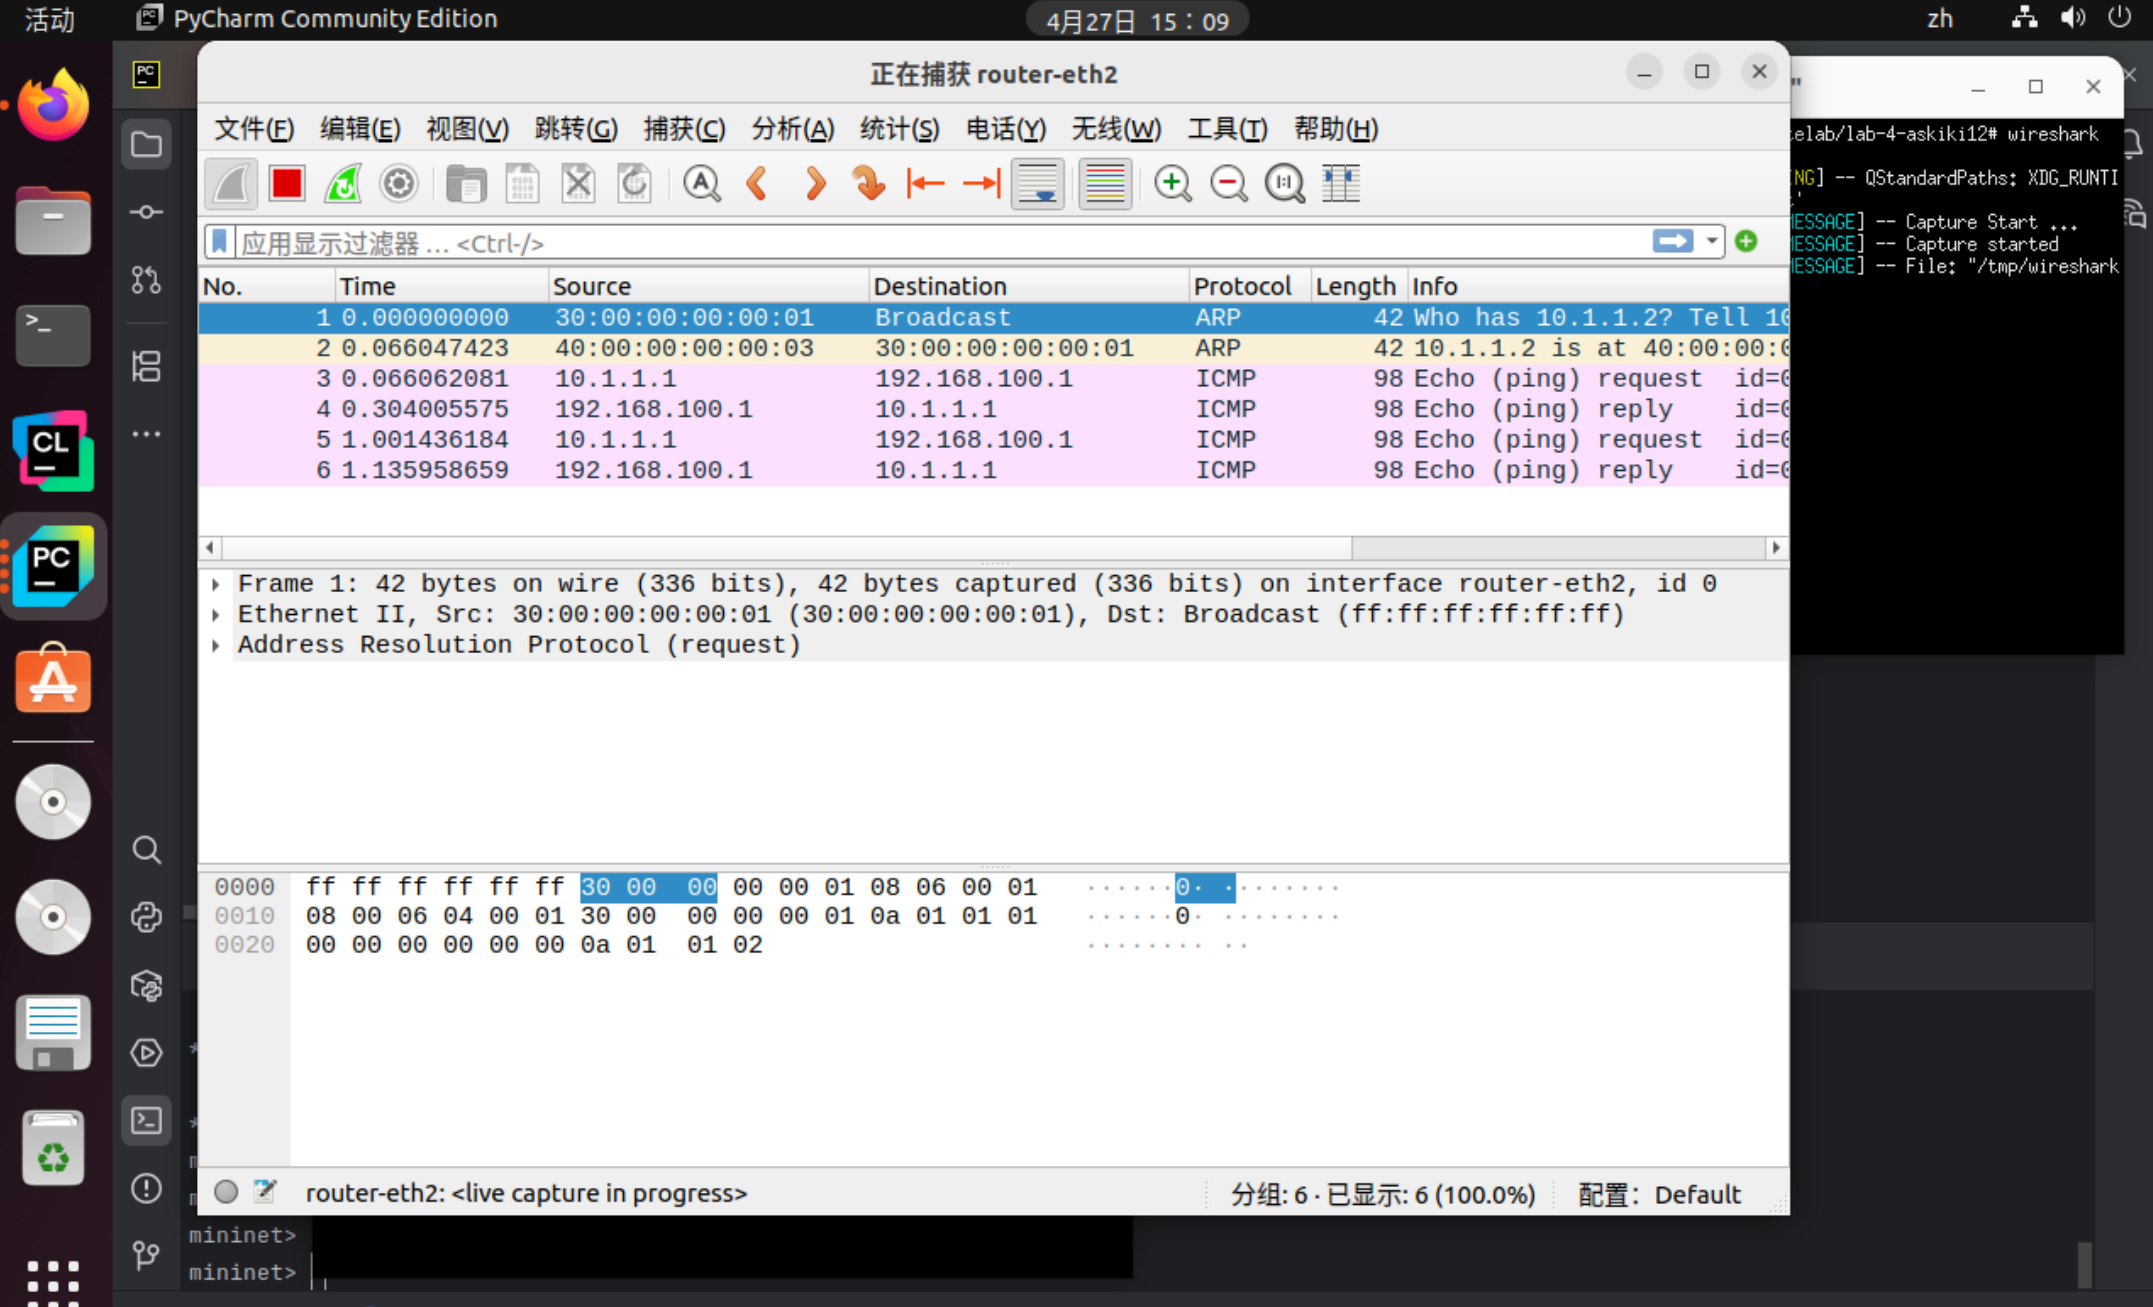 活动
PyCharm Community Edition
4月27日 15：09
zh
正在捕获 router-eth2
"
文件(F) 编辑(E) 视图(V) 跳转(G) 捕获(C) 分析(A) 统计(S) 电话(Y) 无线(W) 工具(T) 帮助(H)
应用显示过滤器 … <Ctrl-/>
No. Time Source Destination Protocol Length Info
1 0.000000000 30:00:00:00:00:01 Broadcast ARP 42 Who has 10.1.1.2? Tell 10
2 0.066047423 40:00:00:00:00:03 30:00:00:00:00:01 ARP 42 10.1.1.2 is at 40:00:00:0
3 0.066062081 10.1.1.1 192.168.100.1 ICMP 98 Echo (ping) request id=0
4 0.304005575 192.168.100.1 10.1.1.1 ICMP 98 Echo (ping) reply id=0
5 1.001436184 10.1.1.1 192.168.100.1 ICMP 98 Echo (ping) request id=0
6 1.135958659 192.168.100.1 10.1.1.1 ICMP 98 Echo (ping) reply id=0
Frame 1: 42 bytes on wire (336 bits), 42 bytes captured (336 bits) on interface router-eth2, id 0
Ethernet II, Src: 30:00:00:00:00:01 (30:00:00:00:00:01), Dst: Broadcast (ff:ff:ff:ff:ff:ff)
Address Resolution Protocol (request)
0000 ff ff ff ff ff ff 30 00 00 00 00 01 08 06 00 01 ······0· ········
0010 08 00 06 04 00 01 30 00 00 00 00 01 0a 01 01 01 ······0· ········
0020 00 00 00 00 00 00 0a 01 01 02 ········ ··
router-eth2: <live capture in progress>
分组: 6 · 已显示: 6 (100.0%)
配置： Default
elab/lab-4-askiki12# wireshark
NG] -- QStandardPaths: XDG_RUNTI
'
ESSAGE] -- Capture Start ...
ESSAGE] -- Capture started
ESSAGE] -- File: "/tmp/wireshark
mininet>
mininet>
CL
PC
PC